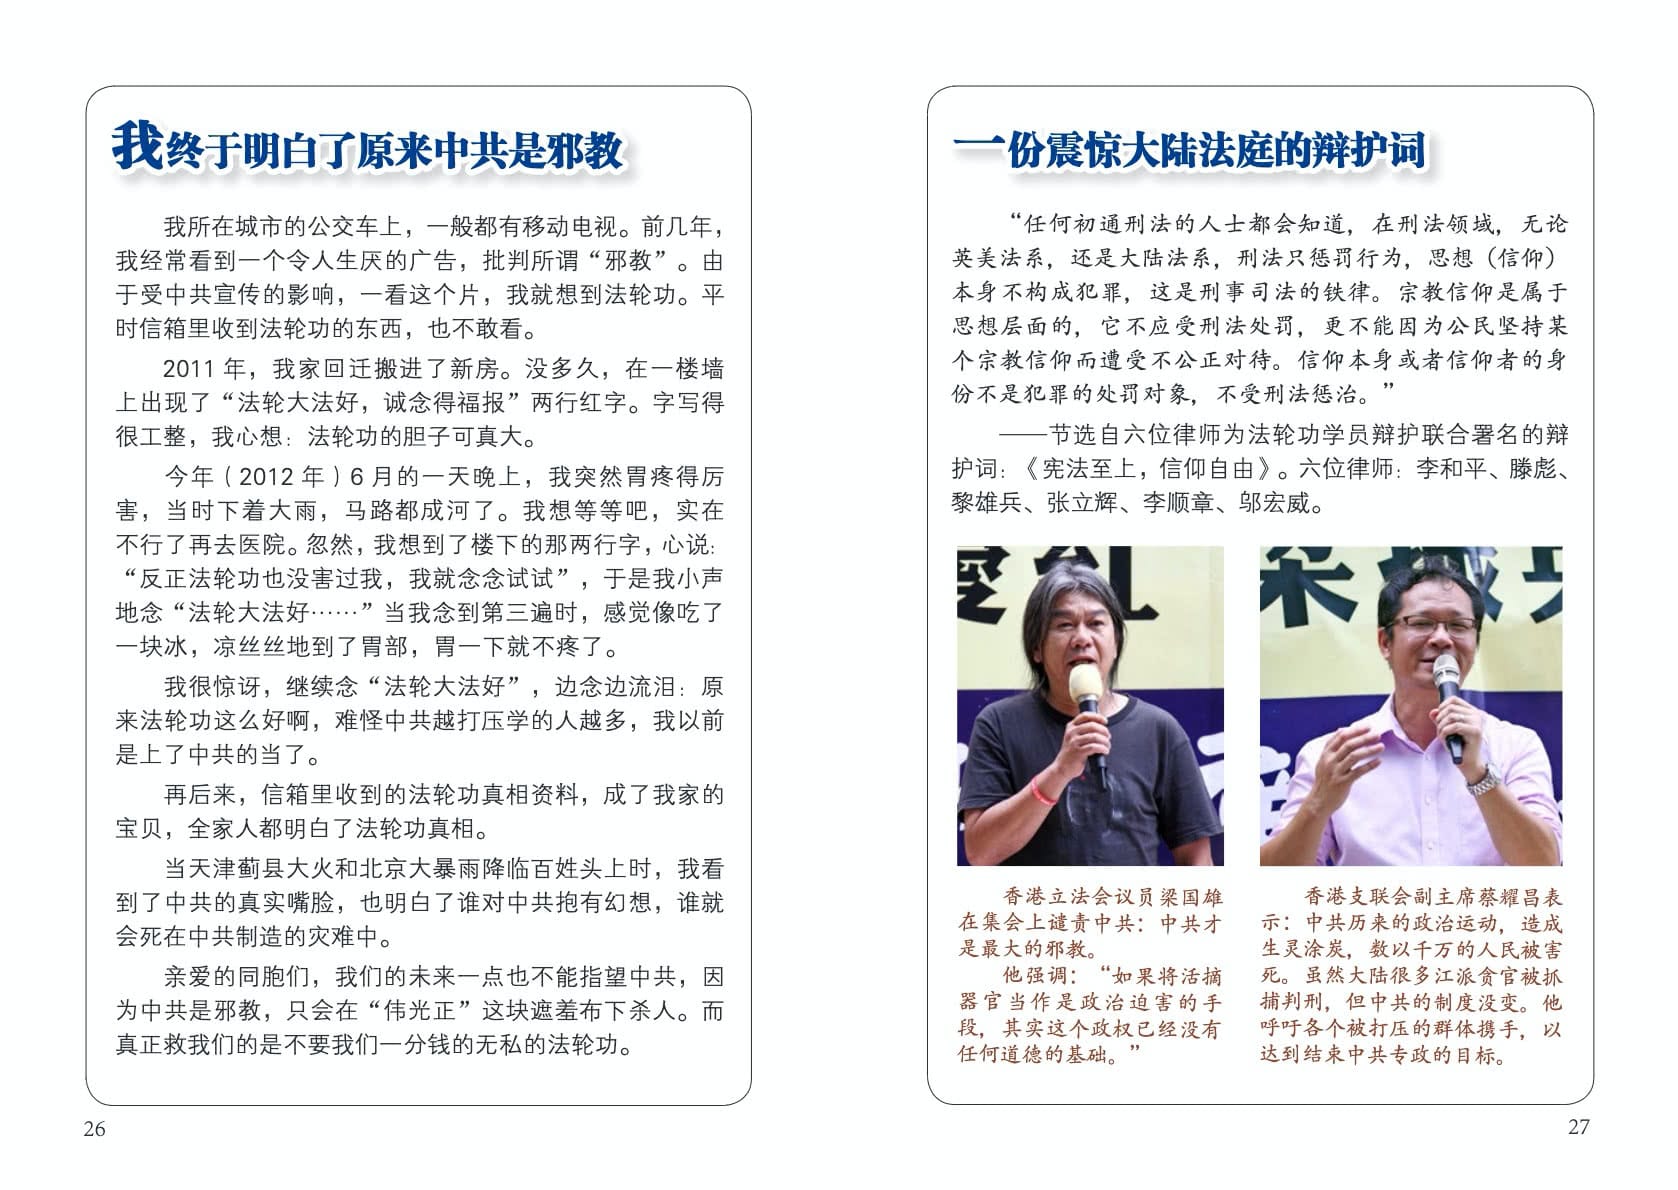 我终于明白了原来中共是邪教
我所在城市的公交车上，一般都有移动电视。前几年，
我经常看到一个令人生厌的广告，批判所谓“邪教”。由
于受中共宣传的影响，一看这个片，我就想到法轮功。平
时信箱里收到法轮功的东西，也不敢看。
2011 年，我家回迁搬进了新房。没多久，在一楼墙
上出现了“法轮大法好，诚念得福报”两行红字。字写得
很工整，我心想：法轮功的胆子可真大。
今年（2012 年）6 月的一天晚上，我突然胃疼得厉
害，当时下着大雨，马路都成河了。我想等等吧，实在
不行了再去医院。忽然，我想到了楼下的那两行字，心说：
“反正法轮功也没害过我，我就念念试试”，于是我小声
地念“法轮大法好……”当我念到第三遍时，感觉像吃了
一块冰，凉丝丝地到了胃部，胃一下就不疼了。
我很惊讶，继续念“法轮大法好”，边念边流泪：原
来法轮功这么好啊，难怪中共越打压学的人越多，我以前
是上了中共的当了。
再后来，信箱里收到的法轮功真相资料，成了我家的
宝贝，全家人都明白了法轮功真相。
当天津蓟县大火和北京大暴雨降临百姓头上时，我看
到了中共的真实嘴脸，也明白了谁对中共抱有幻想，谁就
会死在中共制造的灾难中。
亲爱的同胞们，我们的未来一点也不能指望中共，因
为中共是邪教，只会在“伟光正”这块遮羞布下杀人。而
真正救我们的是不要我们一分钱的无私的法轮功。
26
一份震惊大陆法庭的辩护词
“任何初通刑法的人士都会知道，在刑法领域，无论
英美法系，还是大陆法系，刑法只惩罚行为，思想（信仰）
本身不构成犯罪，这是刑事司法的铁律。宗教信仰是属于
思想层面的，它不应受刑法处罚，更不能因为公民坚持某
个宗教信仰而遭受不公正对待。信仰本身或者信仰者的身
份不是犯罪的处罚对象，不受刑法惩治。”
——节选自六位律师为法轮功学员辩护联合署名的辩
护词：《宪法至上，信仰自由》。六位律师：李和平、滕彪、
黎雄兵、张立辉、李顺章、邬宏威。
香港立法会议员梁国雄
在集会上谴责中共：中共才
是最大的邪教。
他强调：“如果将活摘
器官当作是政治迫害的手
段，其实这个政权已经没有
任何道德的基础。”
香港支联会副主席蔡耀昌表
示：中共历来的政治运动，造成
生灵涂炭，数以千万的人民被害
死。虽然大陆很多江派贪官被抓
捕判刑，但中共的制度没变。他
呼吁各个被打压的群体携手，以
达到结束中共专政的目标。
27